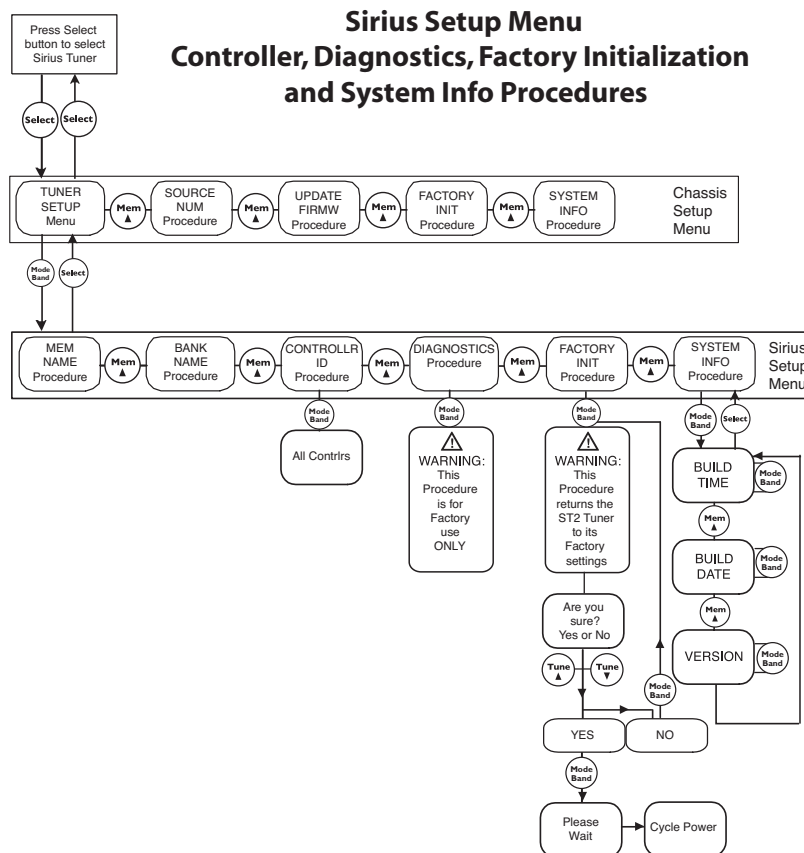 Sirius Setup Menu
Controller, Diagnostics, Factory Initialization
and System Info Procedures
Press Select
button to select
Sirius Tuner
Select
Select
TUNER
SETUP
Menu
Mem
SOURCE
NUM
Procedure
Mem
UPDATE
FIRMW
Procedure
Mem
FACTORY
INIT
Procedure
Mem
SYSTEM
INFO
Procedure
Chassis
Setup
Menu
Mode
Band
Select
MEM
NAME
Procedure
Mem
BANK
NAME
Procedure
Mem
CONTROLLR
ID
Procedure
Mem
DIAGNOSTICS
Procedure
Mem
FACTORY
INIT
Procedure
Mem
SYSTEM
INFO
Procedure
Sirius
Setup
Menu
Mode
Band
All Contrlrs
Mode
Band
WARNING:
This
Procedure
is for
Factory
use
ONLY
Mode
Band
WARNING:
This
Procedure
returns the
ST2 Tuner
to its
Factory
settings
Are you
sure?
Yes or No
Tune
Tune
YES
NO
Mode
Band
Mode
Band
Please
Wait
Cycle Power
Mode
Band
Select
BUILD
TIME
Mode
Band
Mem
BUILD
DATE
Mode
Band
Mem
VERSION
Mode
Band